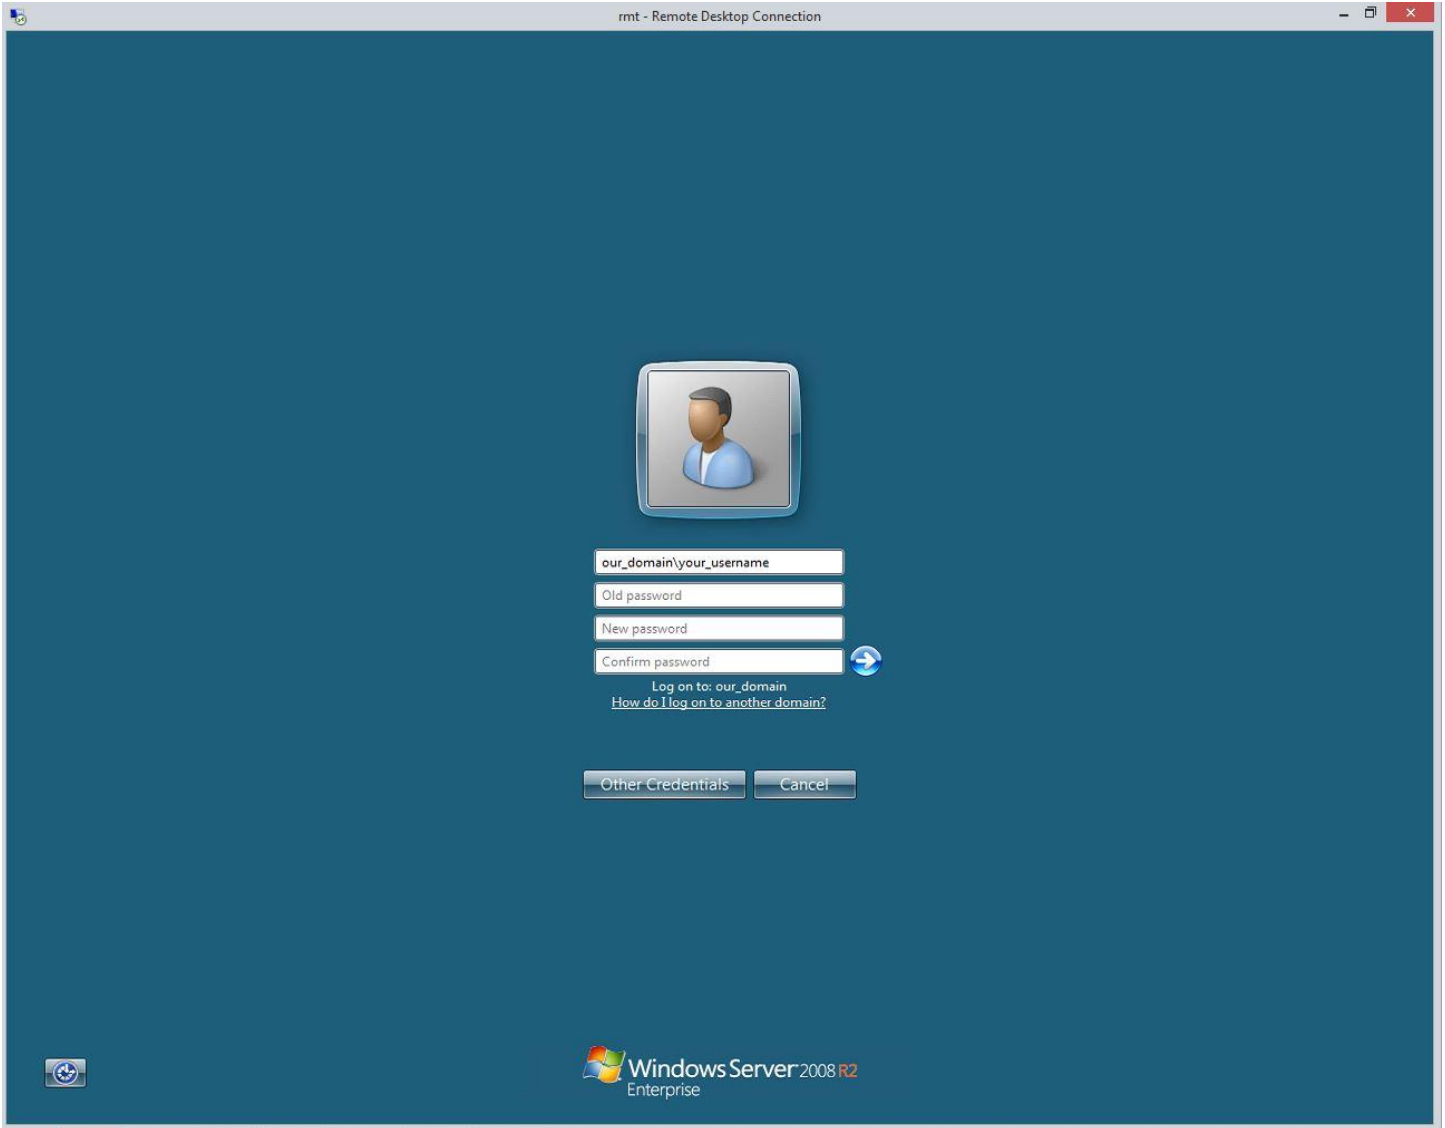 rmt - Remote Desktop Connection
our_domain\your_username
Old password
New password
Confirm password
Log on to: our_domain
How do I log on to another domain?
Other Credentials
Cancel
Windows Server 2008 R2
Enterprise